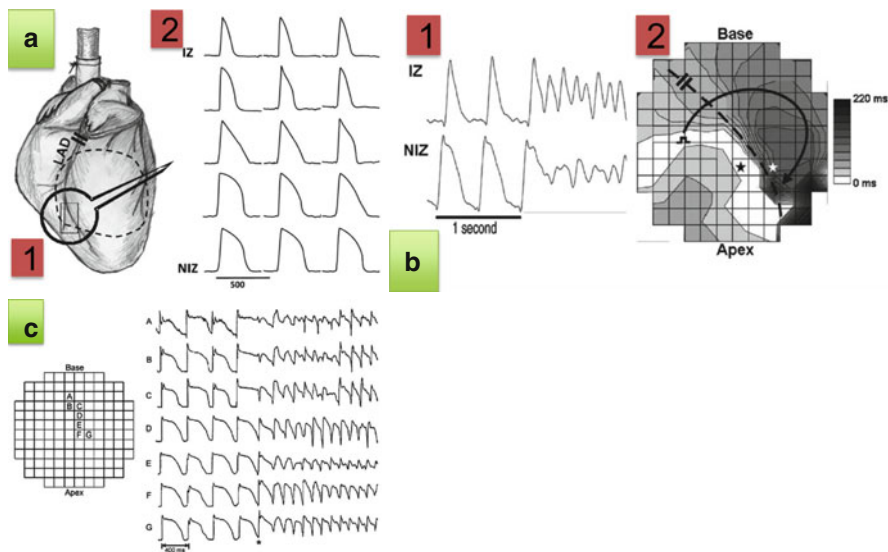 a
2
IZ
NIZ
500
LAD
1
b
1
IZ
NIZ
1 second
2
Base
220 ms
0 ms
Apex
c
Base
A
B C
D
E
F G
Apex
A
B
C
D
E
F
G
400 ms
*